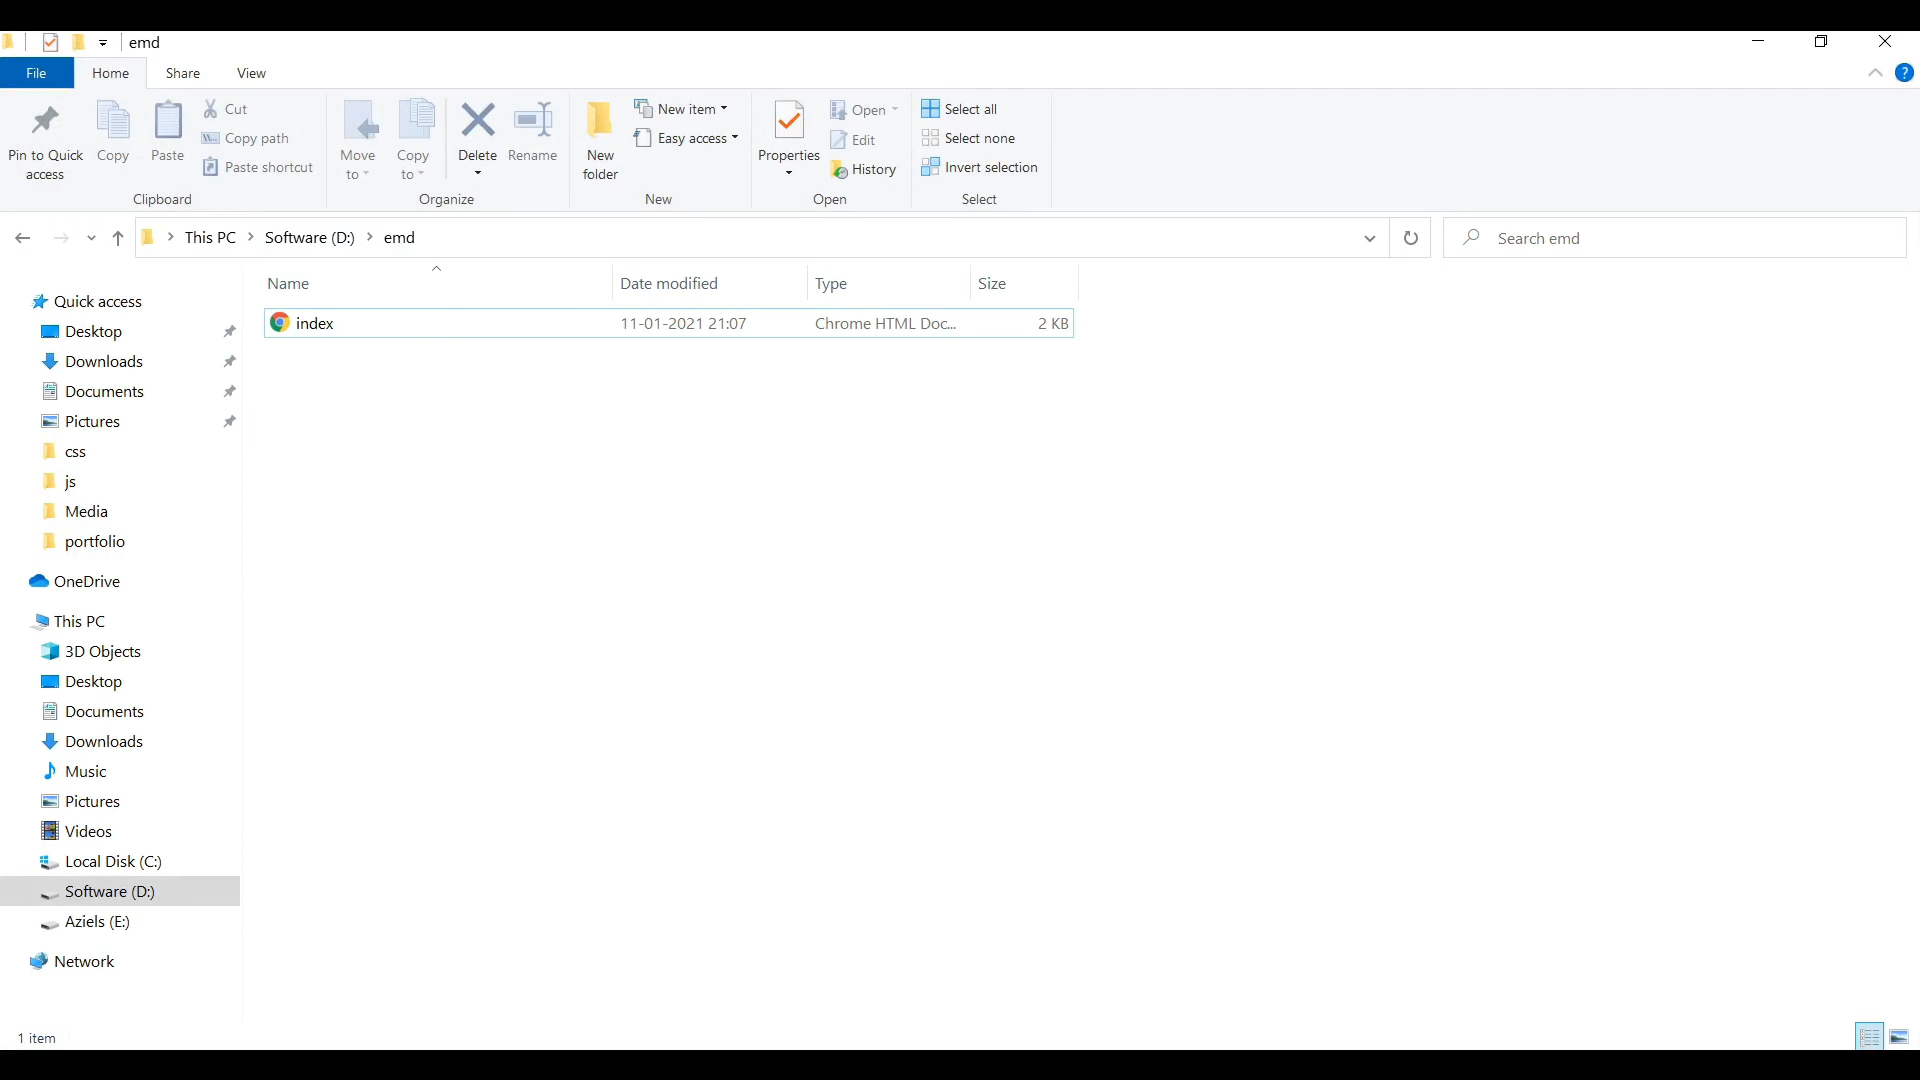 emd
File Home Share View
Pin to Quick access
Copy
Paste
Cut
Copy path
Paste shortcut
Clipboard
Move to
Copy to
Delete
Rename
Organize
New folder
New item
Easy access
New
Properties
Open
Edit
History
Open
Select all
Select none
Invert selection
Select
This PC > Software (D:) > emd
Search emd
Name Date modified Type Size
index 11-01-2021 21:07 Chrome HTML Doc... 2 KB
Quick access
Desktop
Downloads
Documents
Pictures
css
js
Media
portfolio
OneDrive
This PC
3D Objects
Desktop
Documents
Downloads
Music
Pictures
Videos
Local Disk (C:)
Software (D:)
Aziels (E:)
Network
1 item